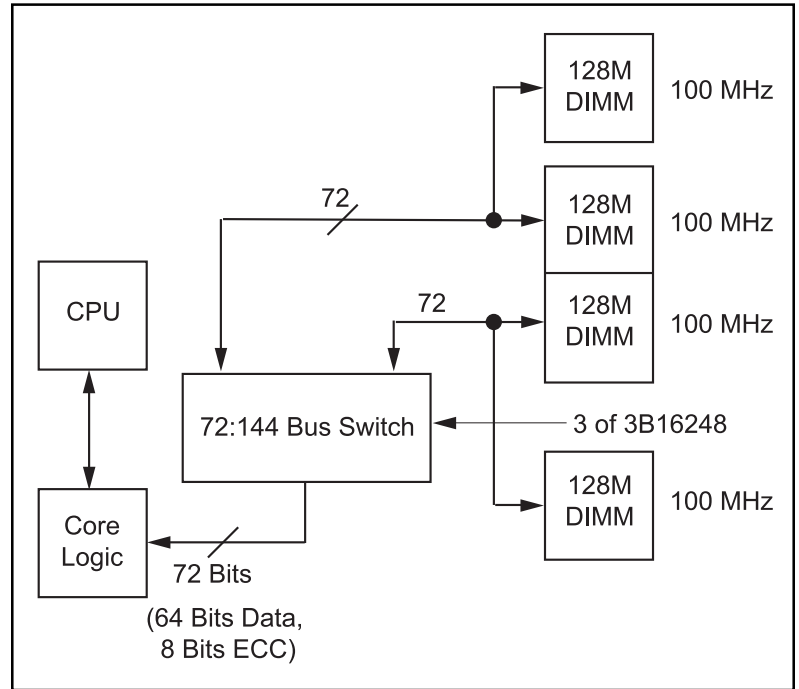 128M
DIMM
100 MHz
72
128M
DIMM
100 MHz
CPU
72
128M
DIMM
100 MHz
72:144 Bus Switch
3 of 3B16248
128M
DIMM
100 MHz
Core
Logic
72 Bits
(64 Bits Data,
8 Bits ECC)